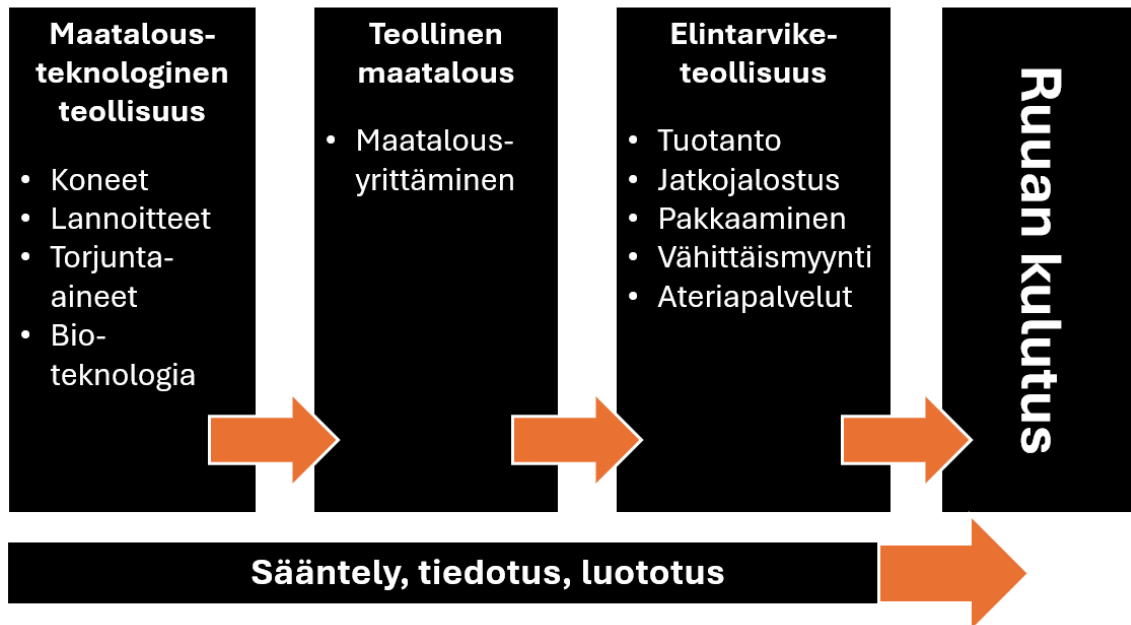 Maatalous-
teknologinen
teollisuus
• Koneet
• Lannoitteet
• Torjunta-
aineet
• Bio-
teknologia
Teollinen
maatalous
• Maatalous-
yrittäminen
Elintarvike-
teollisuus
• Tuotanto
• Jatkojalostus
• Pakkaaminen
• Vähittäismyynti
• Ateriapalvelut
Ruuan kulutus
Sääntely, tiedotus, luototus